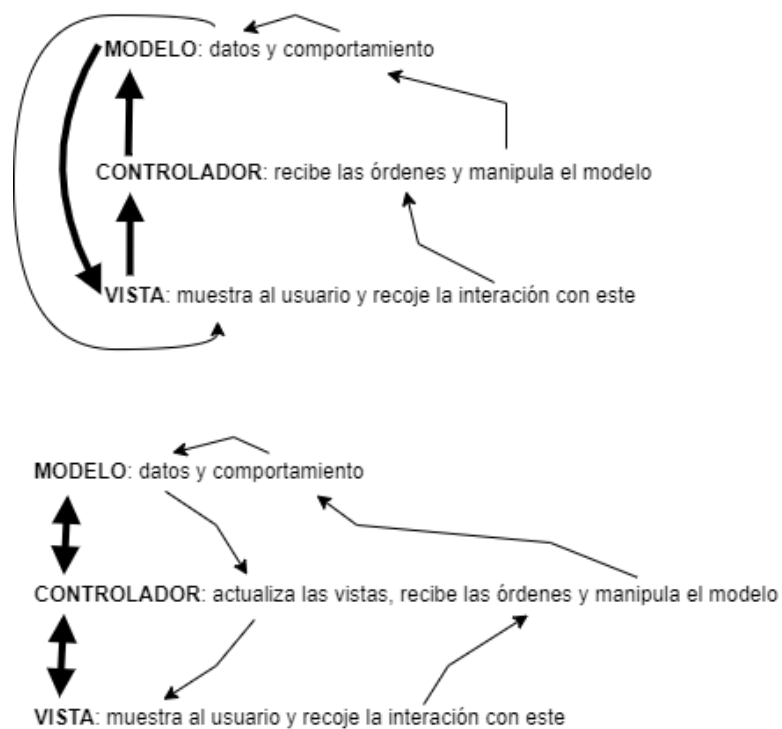 MODELO: datos y comportamiento
CONTROLADOR: recibe las órdenes y manipula el modelo
VISTA: muestra al usuario y recoje la interación con este
MODELO: datos y comportamiento
CONTROLADOR: actualiza las vistas, recibe las órdenes y manipula el modelo
VISTA: muestra al usuario y recoje la interación con este